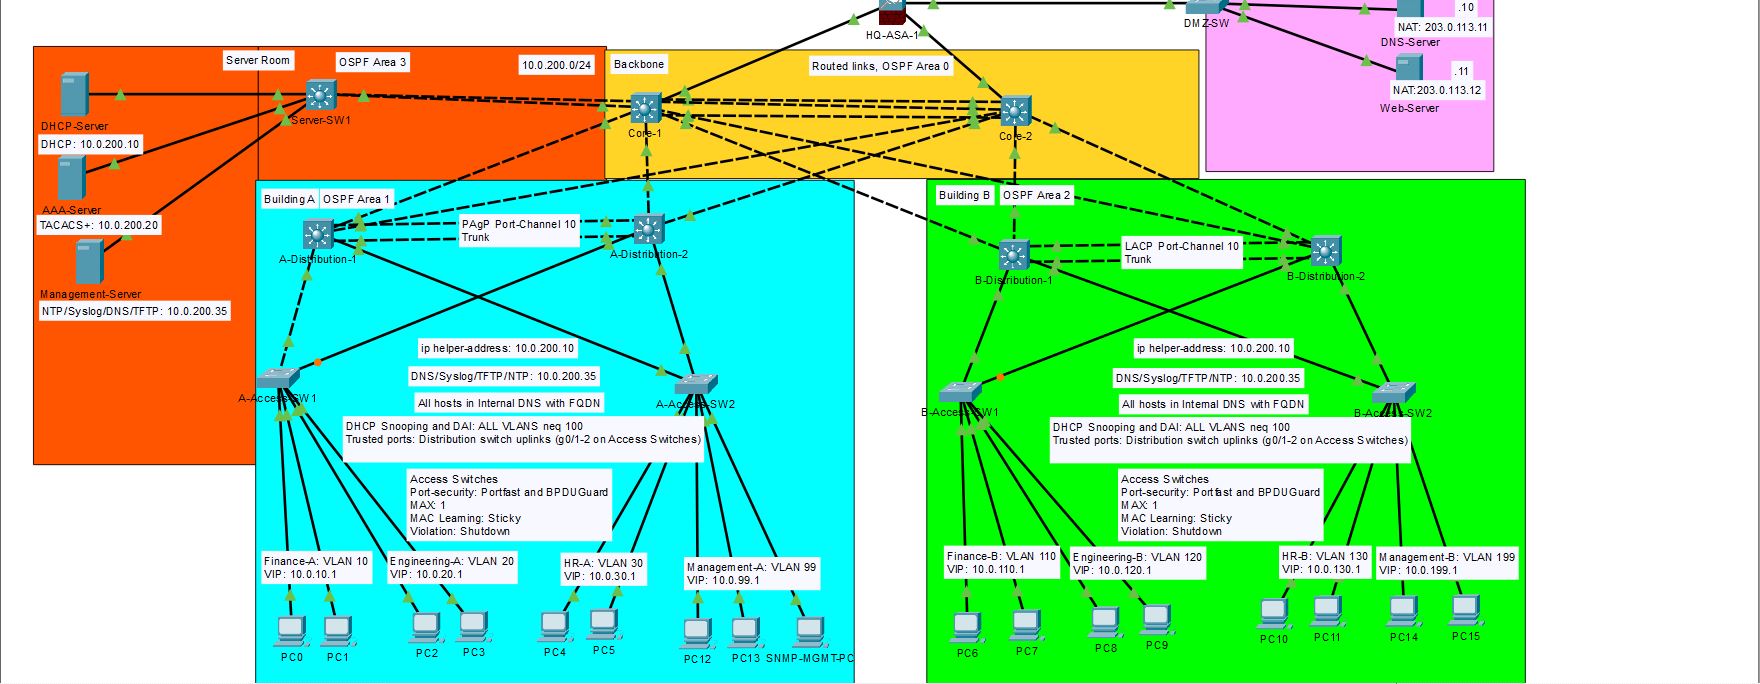 .10
NAT: 203.0.113.11
DNS-Server
DMZ-SW
HQ-ASA-1
.11
NAT:203.0.113.12
Web-Server
Server Room
OSPF Area 3
10.0.200.0/24
Backbone
Routed links, OSPF Area 0
Server-SW1
Core-1
Core-2
DHCP-Server
DHCP: 10.0.200.10
AAA-Server
TACACS+: 10.0.200.20
Management-Server
NTP/Syslog/DNS/TFTP: 10.0.200.35
Building A
OSPF Area 1
PAgP Port-Channel 10
Trunk
A-Distribution-1
A-Distribution-2
ip helper-address: 10.0.200.10
DNS/Syslog/TFTP/NTP: 10.0.200.35
All hosts in Internal DNS with FQDN
A-Access-SW1
A-Access-SW2
DHCP Snooping and DAI: ALL VLANS neq 100
Trusted ports: Distribution switch uplinks (g0/1-2 on Access Switches)
Access Switches
Port-security: Portfast and BPDUGuard
MAX: 1
MAC Learning: Sticky
Violation: Shutdown
Finance-A: VLAN 10
VIP: 10.0.10.1
Engineering-A: VLAN 20
VIP: 10.0.20.1
HR-A: VLAN 30
VIP: 10.0.30.1
Management-A: VLAN 99
VIP: 10.0.99.1
PC0
PC1
PC2
PC3
PC4
PC5
PC12
PC13
SNMP-MGMT-PC
Building B
OSPF Area 2
LACP Port-Channel 10
Trunk
B-Distribution-1
B-Distribution-2
ip helper-address: 10.0.200.10
DNS/Syslog/TFTP/NTP: 10.0.200.35
All hosts in Internal DNS with FQDN
B-Access-SW1
B-Access-SW2
DHCP Snooping and DAI: ALL VLANS neq 100
Trusted ports: Distribution switch uplinks (g0/1-2 on Access Switches)
Access Switches
Port-security: Portfast and BPDUGuard
MAX: 1
MAC Learning: Sticky
Violation: Shutdown
Finance-B: VLAN 110
VIP: 10.0.110.1
Engineering-B: VLAN 120
VIP: 10.0.120.1
HR-B: VLAN 130
VIP: 10.0.130.1
Management-B: VLAN 199
VIP: 10.0.199.1
PC6
PC7
PC8
PC9
PC10
PC11
PC14
PC15